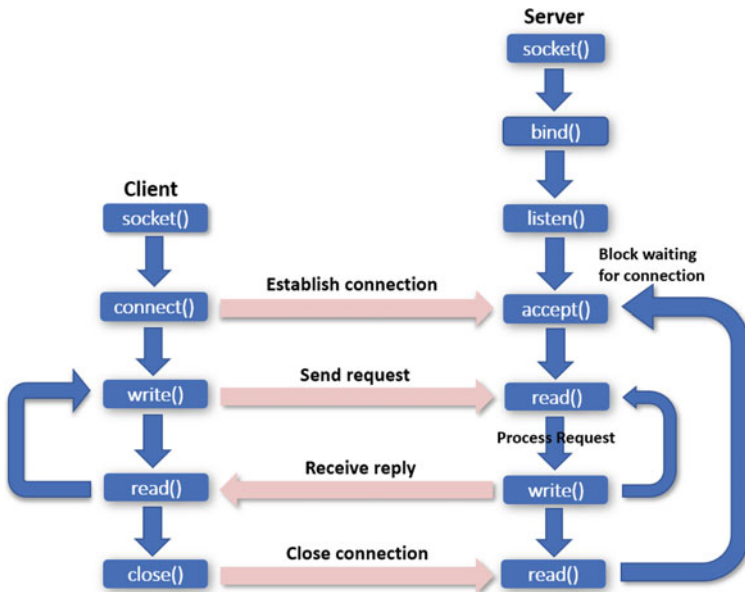 Server
socket()
bind()
Client
socket()
listen()
Block waiting
for connection
Establish connection
connect()
accept()
Send request
write()
read()
Process Request
Receive reply
read()
write()
Close connection
close()
read()